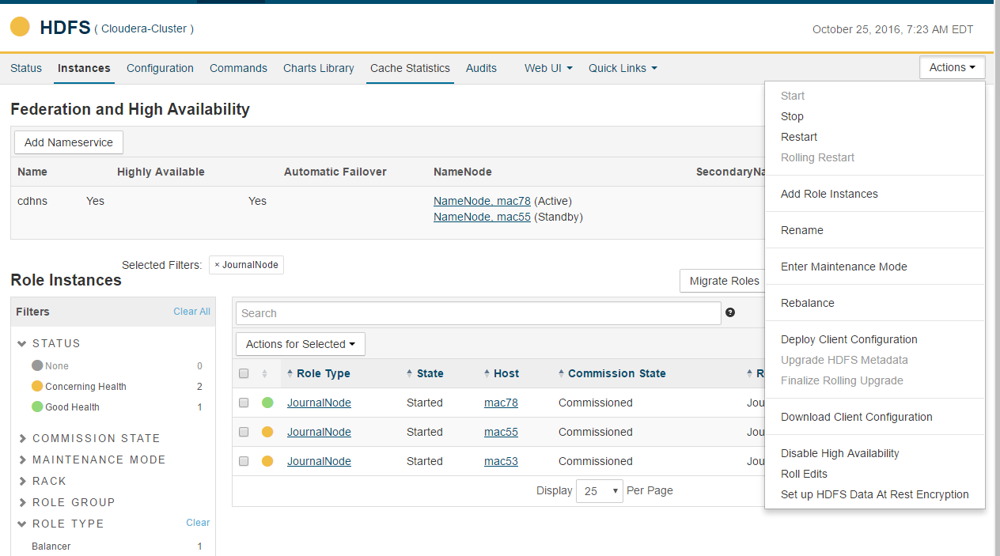 HDFS ( Cloudera-Cluster )
October 25, 2016, 7:23 AM EDT
Status Instances Configuration Commands Charts Library Cache Statistics Audits Web UI Quick Links Actions
Federation and High Availability
Add Nameservice
Name Highly Available Automatic Failover NameNode SecondaryNa
cdhns Yes Yes NameNode, mac78 (Active)
NameNode, mac55 (Standby)
Selected Filters: × JournalNode
Role Instances
Migrate Roles
Filters Clear All
STATUS
None 0
Concerning Health 2
Good Health 1
COMMISSION STATE
MAINTENANCE MODE
RACK
ROLE GROUP
ROLE TYPE Clear
Balancer 1
Search
?
Actions for Selected
Role Type State Host Commission State R
JournalNode Started mac78 Commissioned Jou
JournalNode Started mac55 Commissioned Jou
JournalNode Started mac53 Commissioned Jou
Display 25 Per Page
Start
Stop
Restart
Rolling Restart
Add Role Instances
Rename
Enter Maintenance Mode
Rebalance
Deploy Client Configuration
Upgrade HDFS Metadata
Finalize Rolling Upgrade
Download Client Configuration
Disable High Availability
Roll Edits
Set up HDFS Data At Rest Encryption